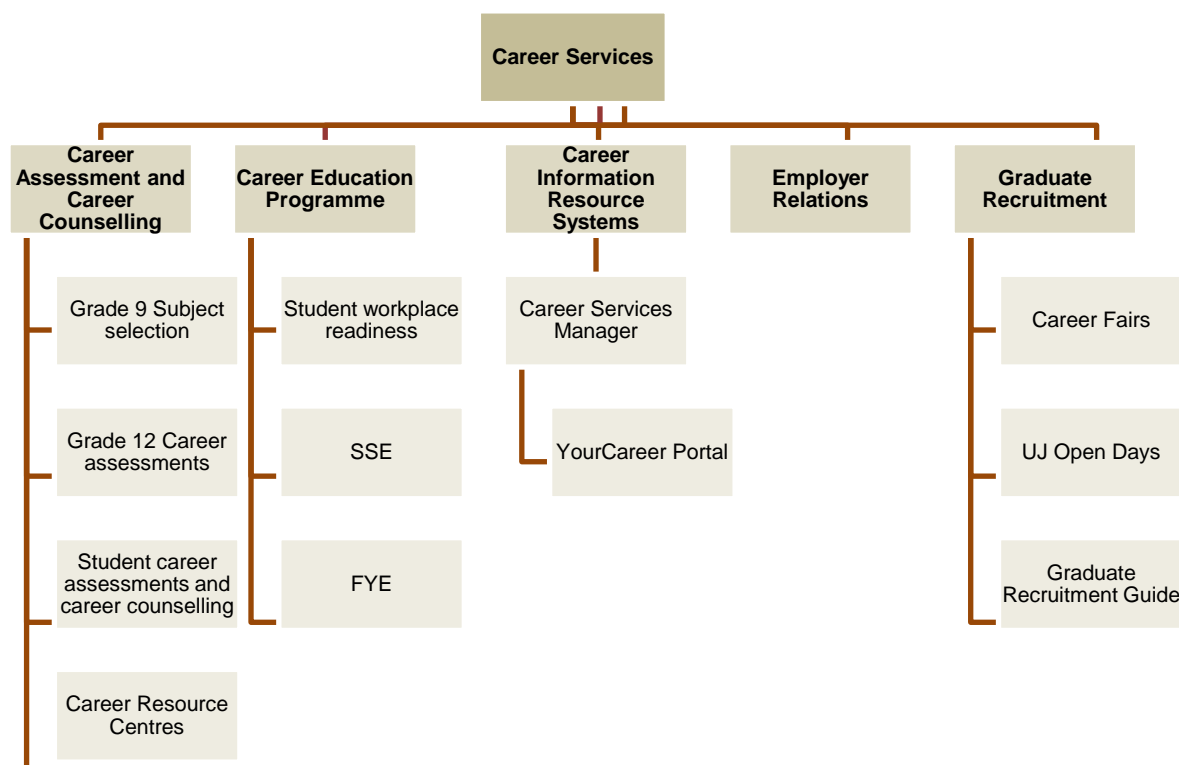 Career Services
Career
Assessment and
Career
Counselling
Career Education
Programme
Career
Information
Resource
Systems
Employer
Relations
Graduate
Recruitment
Grade 9 Subject
selection
Student workplace
readiness
Career Services
Manager
Career Fairs
Grade 12 Career
assessments
SSE
YourCareer Portal
UJ Open Days
Student career
assessments and
career counselling
FYE
Graduate
Recruitment Guide
Career Resource
Centres